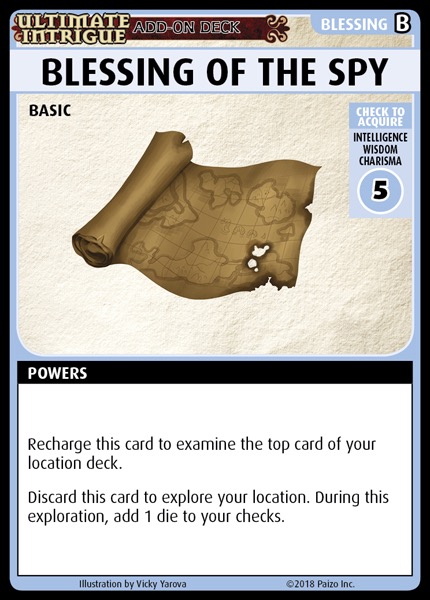 ULTIMATE
INTRIGUE
ADD-ON DECK
BLESSING B
BLESSING OF THE SPY
BASIC
CHECK TO
ACQUIRE
INTELLIGENCE
WISDOM
CHARISMA
5
POWERS
Recharge this card to examine the top card of your
location deck.
Discard this card to explore your location. During this
exploration, add 1 die to your checks.
Illustration by Vicky Yarova
©2018 Paizo Inc.